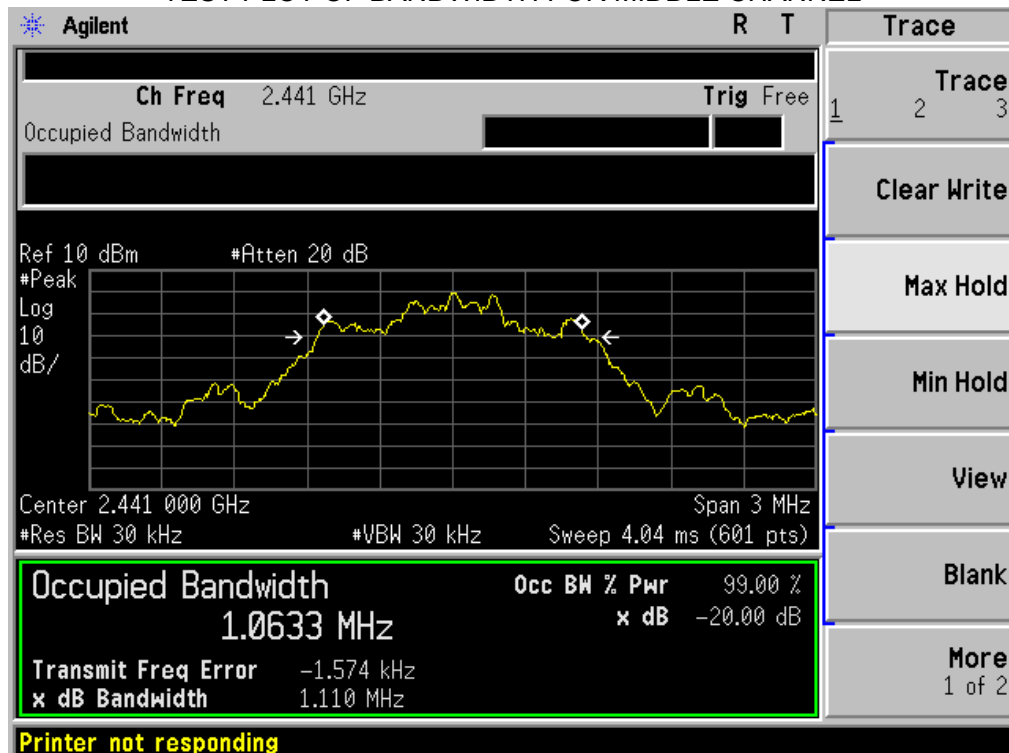 TEST PLOT OF BANDWIDTH FOR MIDDLE CHANNEL
Agilent R T Trace
Ch Freq 2.441 GHz Trig Free
Occupied Bandwidth
Trace
1 2 3
Clear Write
Ref 10 dBm #Atten 20 dB
#Peak
Log
10
dB/
Max Hold
Min Hold
View
Center 2.441 000 GHz Span 3 MHz
#Res BW 30 kHz #VBW 30 kHz Sweep 4.04 ms (601 pts)
Occupied Bandwidth Occ BW % Pwr 99.00 %
1.0633 MHz x dB -20.00 dB
Blank
Transmit Freq Error -1.574 kHz
x dB Bandwidth 1.110 MHz
More
1 of 2
Printer not responding